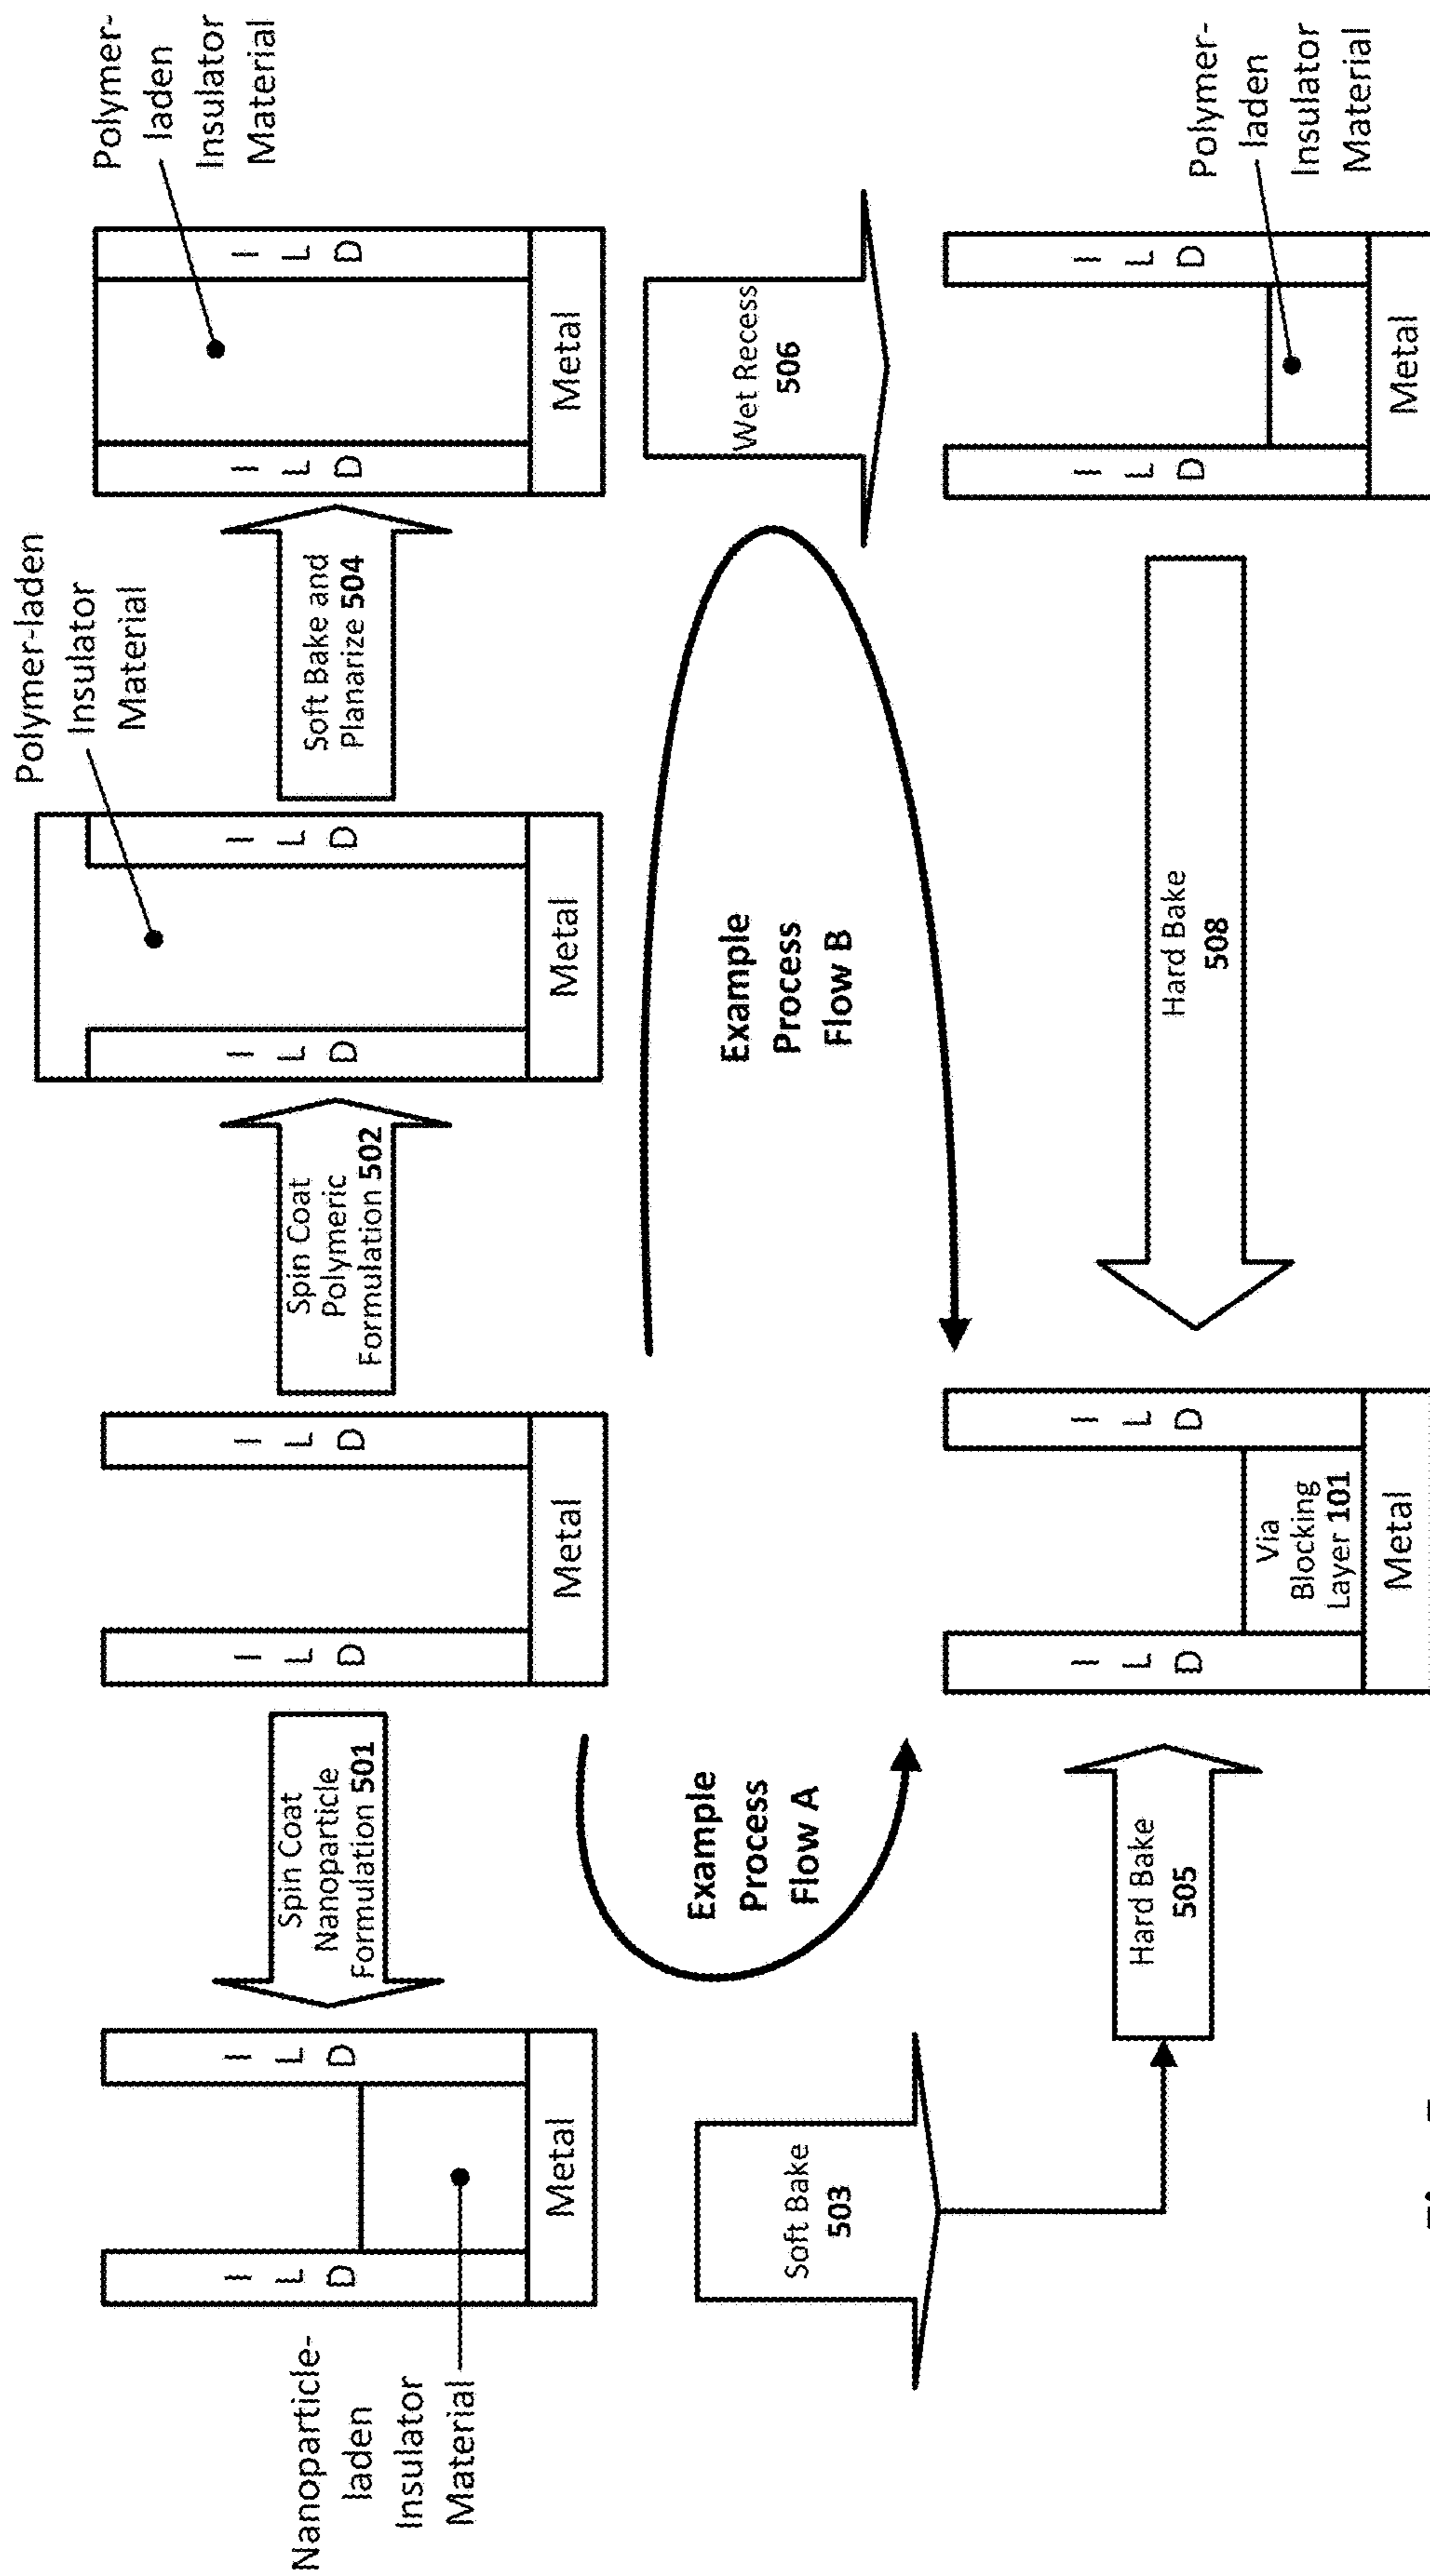 Nanoparticle-
laden
Insulator
Material
I
L
D
I
L
D
Metal
Spin Coat
Nanoparticle
Formulation 501
I
L
D
I
L
D
Metal
Spin Coat
Polymeric
Formulation 502
Polymer-laden
Insulator
Material
I
L
D
I
L
D
Metal
Soft Bake and
Planarize 504
Polymer-
laden
Insulator
Material
I
L
D
I
L
D
Metal
Soft Bake
503
Example
Process
Flow A
Example
Process
Flow B
Wet Recess
506
Hard Bake
505
I
L
D
I
L
D
Via
Blocking
Layer 101
Metal
Hard Bake
508
I
L
D
I
L
D
Metal
Polymer-
laden
Insulator
Material